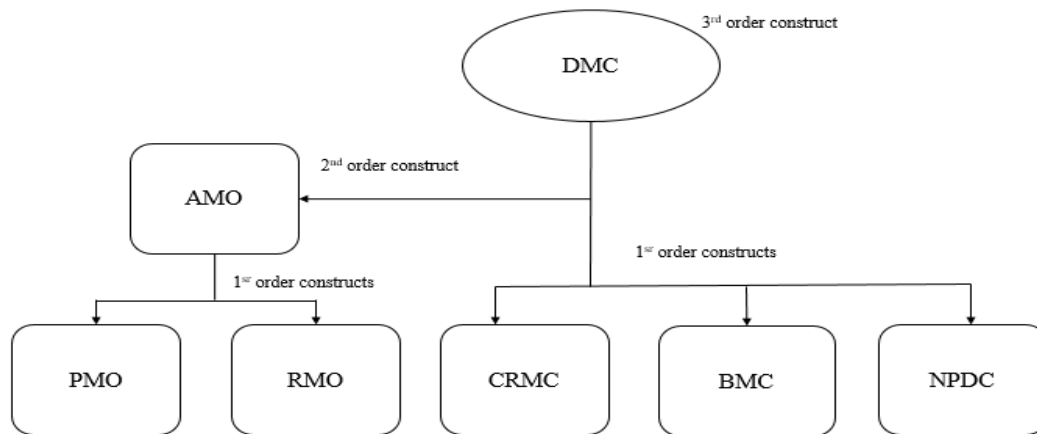 3rd order construct
DMC
2nd order construct
AMO
1st order constructs
1st order constructs
PMO
RMO
CRMC
BMC
NPDC